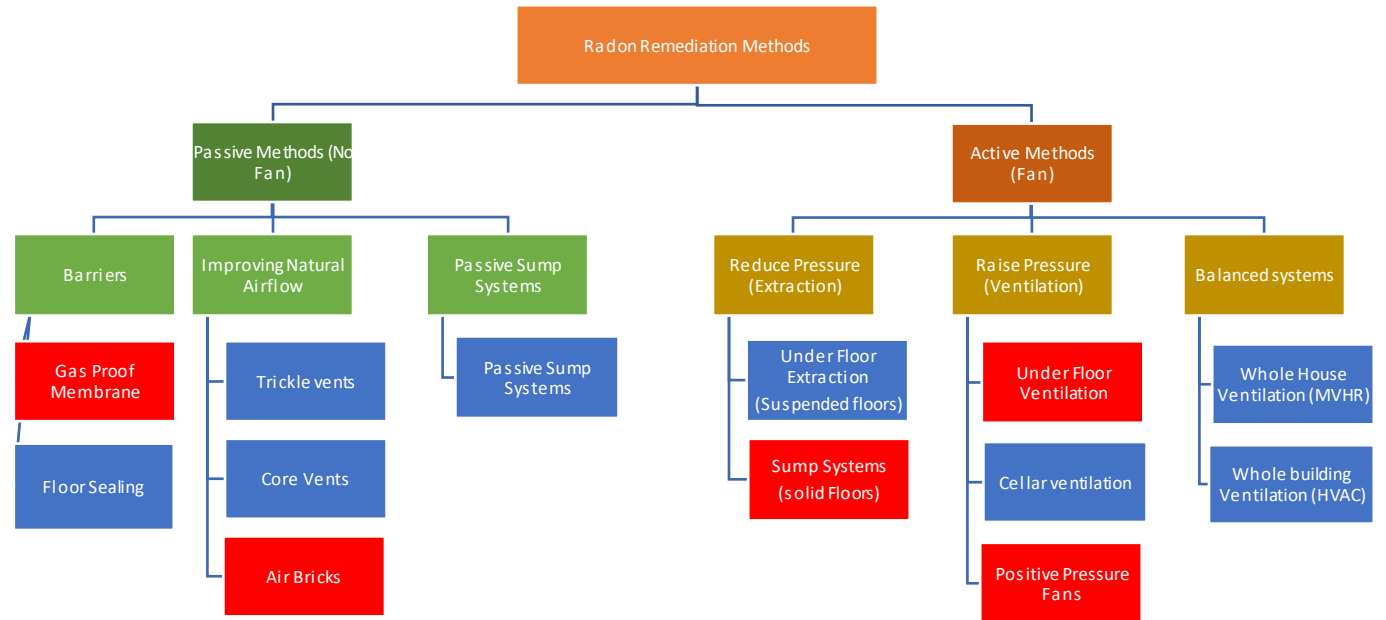 Radon Remediation Methods
Passive Methods (No
Fan)
Active Methods
(Fan)
Barriers
Improving Natural
Airflow
Passive Sump
Systems
Reduce Pressure
(Extraction)
Raise Pressure
(Ventilation)
Balanced systems
Gas Proof
Membrane
Floor Sealing
Trickle vents
Core Vents
Air Bricks
Passive Sump
Systems
Under Floor
Extraction
(Suspended floors)
Sump Systems
(solid Floors)
Under Floor
Ventilation
Cellar ventilation
Positive Pressure
Fans
Whole House
Ventilation (MVHR)
Whole building
Ventilation (HVAC)